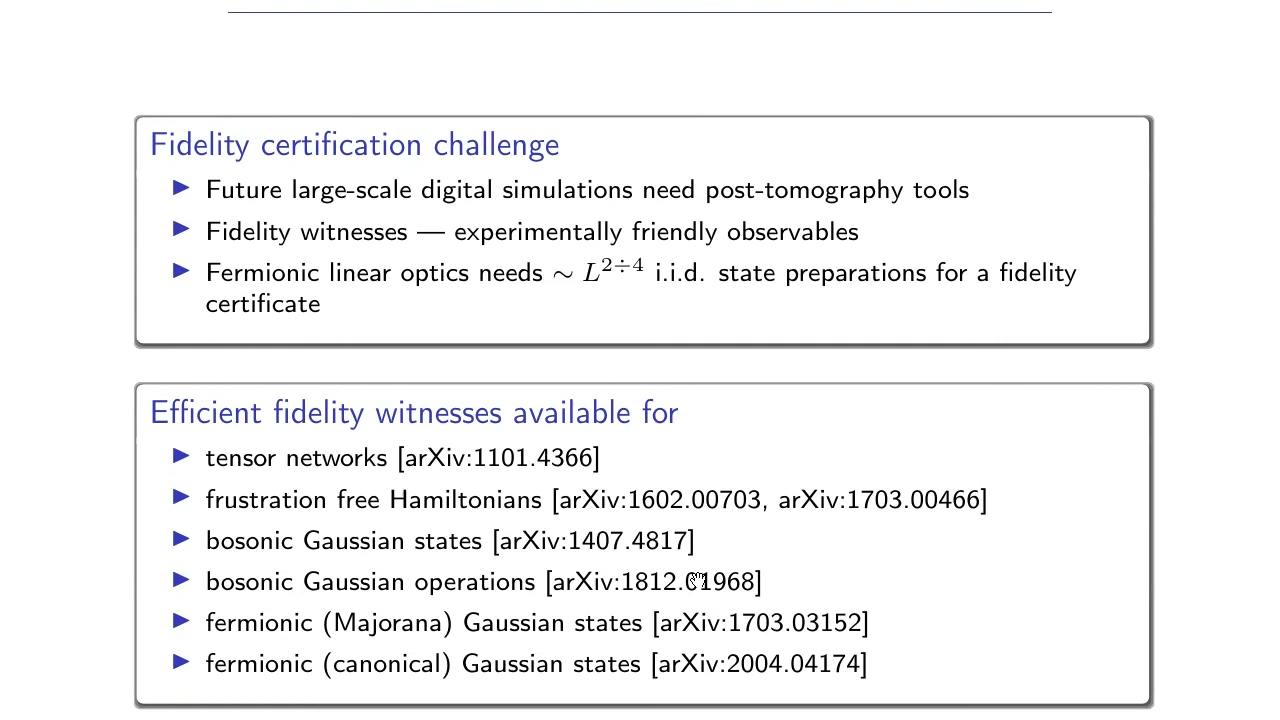 Fidelity certification challenge
▶ Future large-scale digital simulations need post-tomography tools
▶ Fidelity witnesses — experimentally friendly observables
▶ Fermionic linear optics needs ∼ L^{2÷4} i.i.d. state preparations for a fidelity
certificate
Efficient fidelity witnesses available for
▶ tensor networks [arXiv:1101.4366]
▶ frustration free Hamiltonians [arXiv:1602.00703, arXiv:1703.00466]
▶ bosonic Gaussian states [arXiv:1407.4817]
▶ bosonic Gaussian operations [arXiv:1812.01968]
▶ fermionic (Majorana) Gaussian states [arXiv:1703.03152]
▶ fermionic (canonical) Gaussian states [arXiv:2004.04174]